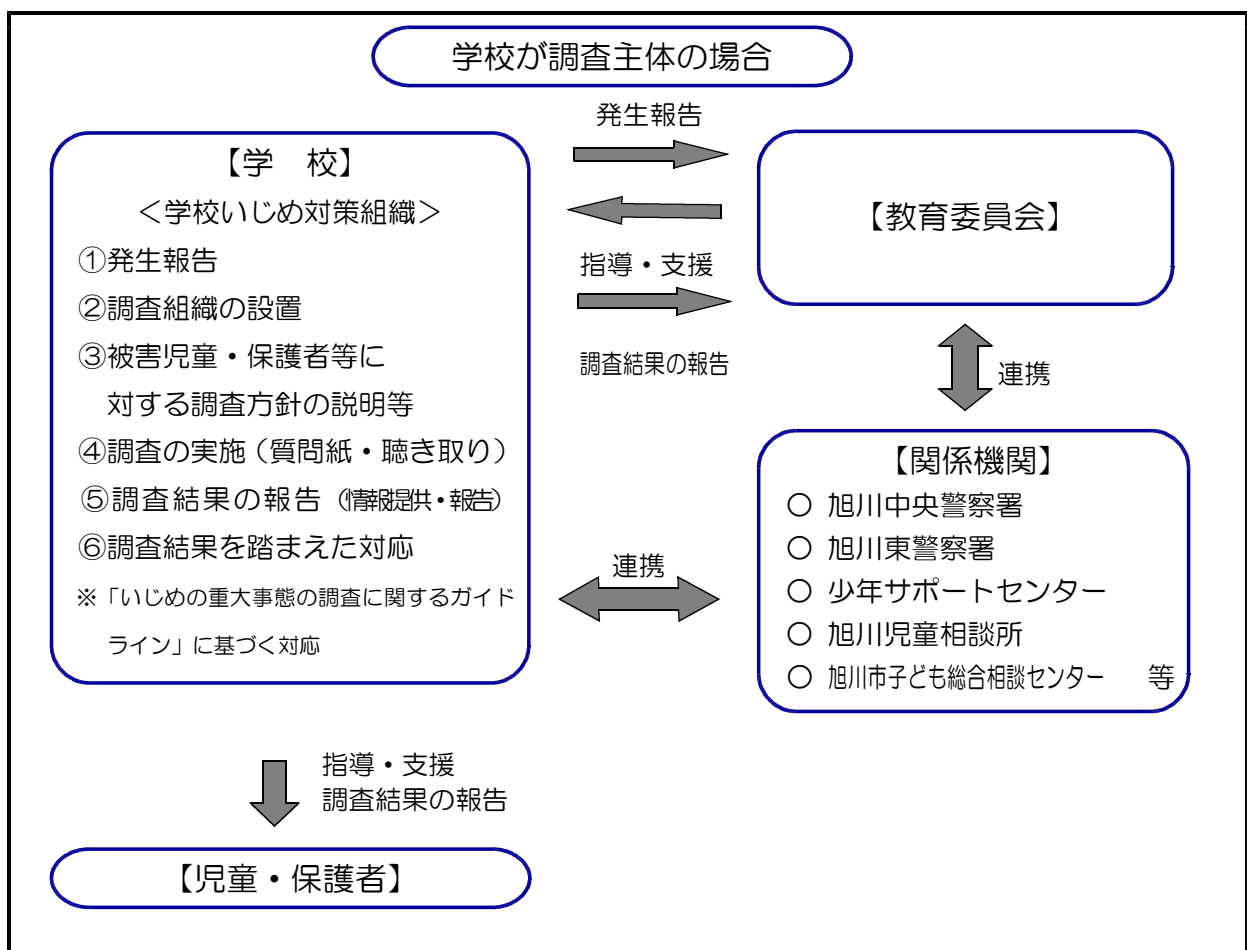 学校が調査主体の場合
発生報告
【学　校】
＜学校いじめ対策組織＞
①発生報告
②調査組織の設置
③被害児童・保護者等に
対する調査方針の説明等
④調査の実施（質問紙・聴き取り）
⑤調査結果の報告（情報提供・報告）
⑥調査結果を踏まえた対応
※「いじめの重大事態の調査に関するガイド
ライン」に基づく対応
指導・支援
調査結果の報告
【教育委員会】
連携
連携
【関係機関】
○ 旭川中央警察署
○ 旭川東警察署
○ 少年サポートセンター
○ 旭川児童相談所
○ 旭川市子ども総合相談センター　等
指導・支援
調査結果の報告
【児童・保護者】